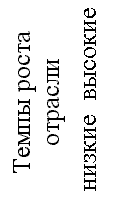 Темпы роста
отрасли
низкие высокие